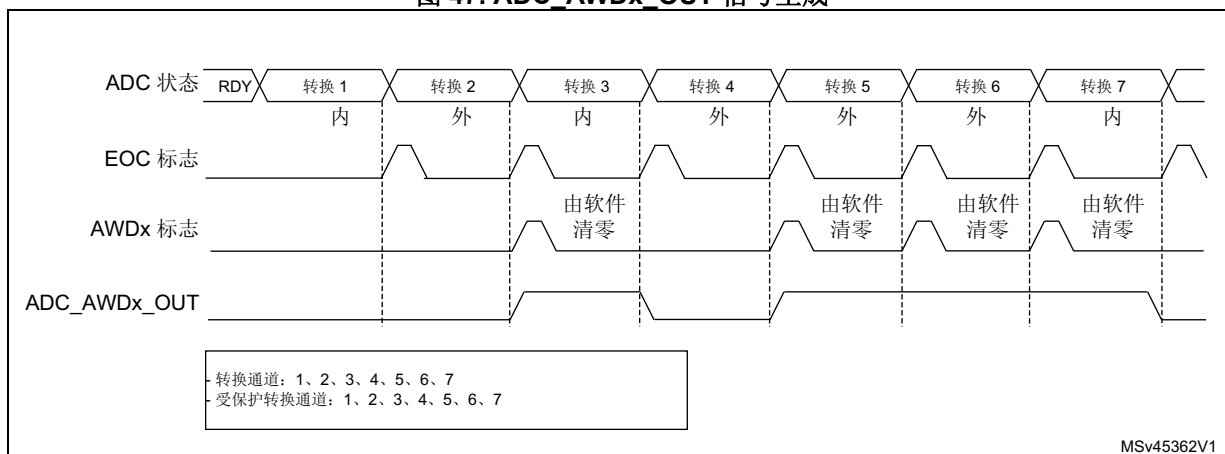 图 47. ADC_AWDx_OUT 信号生成
ADC 状态 RDY 转换 1 转换 2 转换 3 转换 4 转换 5 转换 6 转换 7
内 外 内 外 外 外 内
EOC 标志
由软件 由软件 由软件 由软件
AWDx 标志 清零 清零 清零 清零
ADC_AWDx_OUT
- 转换通道：1、2、3、4、5、6、7
- 受保护转换通道：1、2、3、4、5、6、7
MSv45362V1